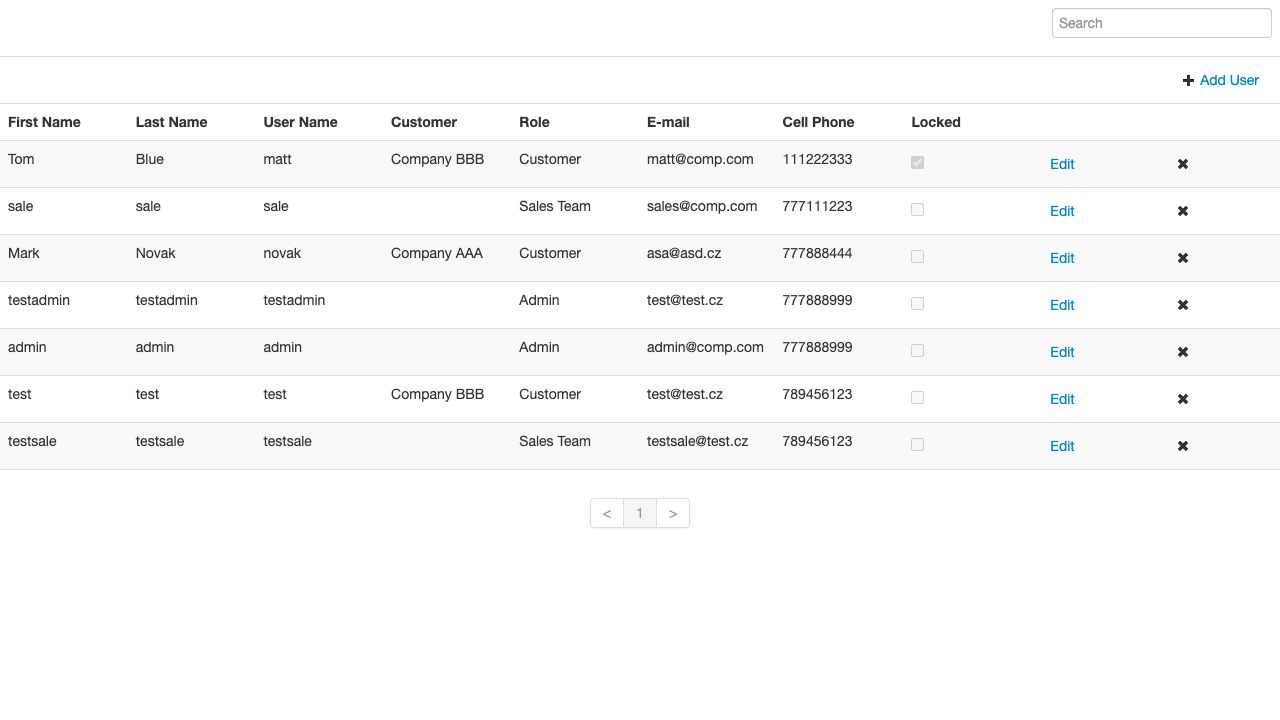 Search
Add User
First Name Last Name User Name Customer Role E-mail Cell Phone Locked
Tom Blue matt Company BBB Customer matt@comp.com 111222333 Edit
sale sale sale Sales Team sales@comp.com 777111223 Edit
Mark Novak novak Company AAA Customer asa@asd.cz 777888444 Edit
testadmin testadmin testadmin Admin test@test.cz 777888999 Edit
admin admin admin Admin admin@comp.com 777888999 Edit
test test test Company BBB Customer test@test.cz 789456123 Edit
testsale testsale testsale Sales Team testsale@test.cz 789456123 Edit
< 1 >